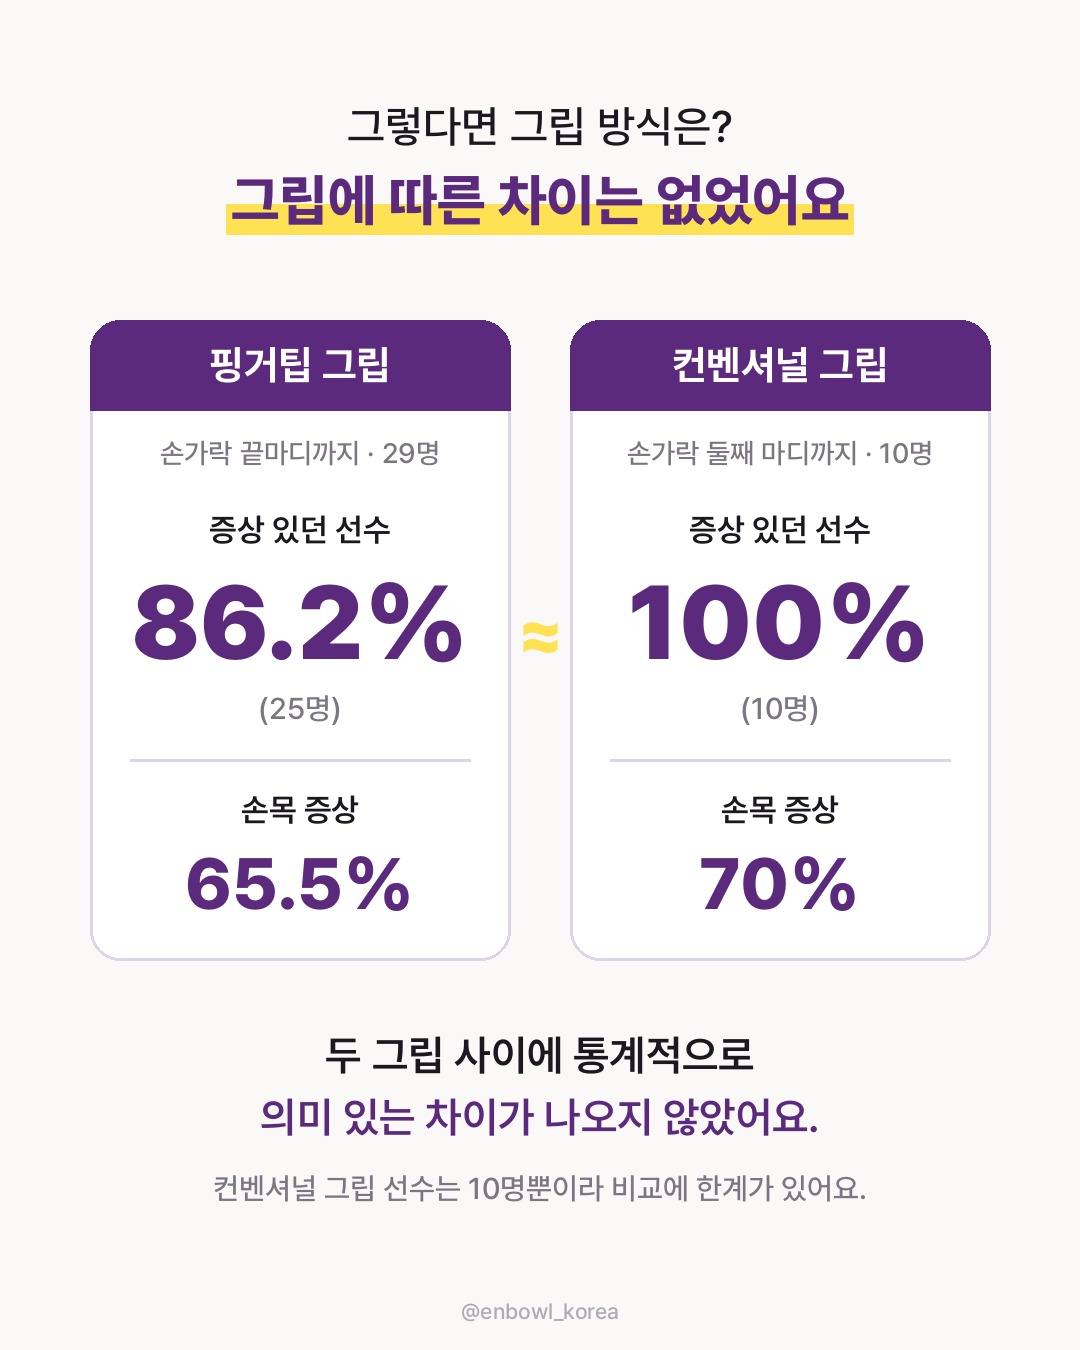 그렇다면 그립 방식은?
그립에 따른 차이는 없었어요
핑거팁 그립
손가락 끝마디까지 · 29명
증상 있던 선수
86.2%
(25명)
손목 증상
65.5%
≈
컨벤셔널 그립
손가락 둘째 마디까지 · 10명
증상 있던 선수
100%
(10명)
손목 증상
70%
두 그립 사이에 통계적으로
의미 있는 차이가 나오지 않았어요.
컨벤셔널 그립 선수는 10명뿐이라 비교에 한계가 있어요.
@enbowl_korea